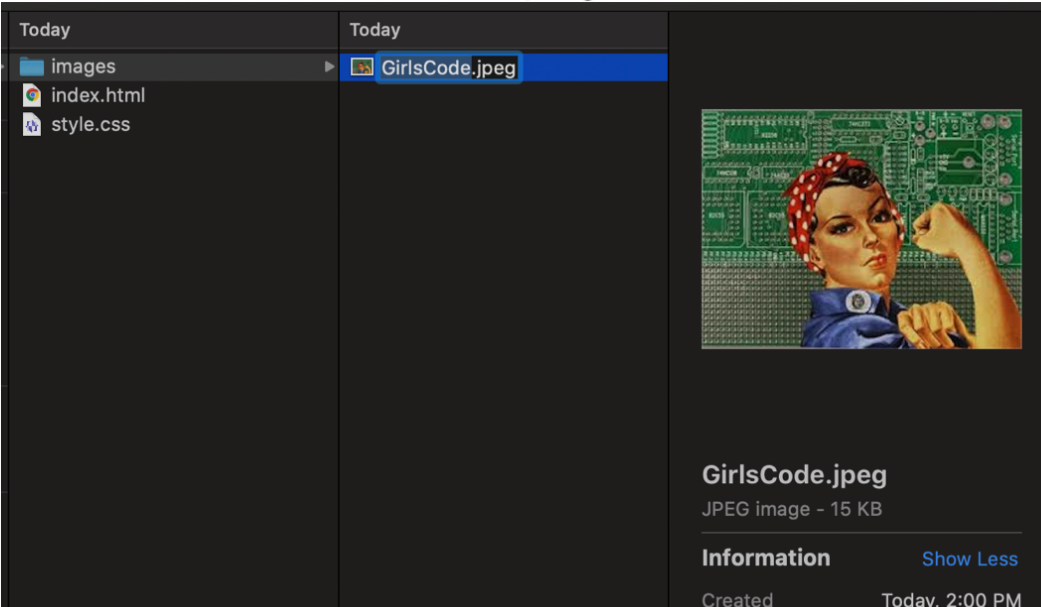 Today
Today
images
GirlsCode.jpeg
index.html
style.css
GirlsCode.jpeg
JPEG image - 15 KB
Information
Show Less
Created
Today, 2:00 PM